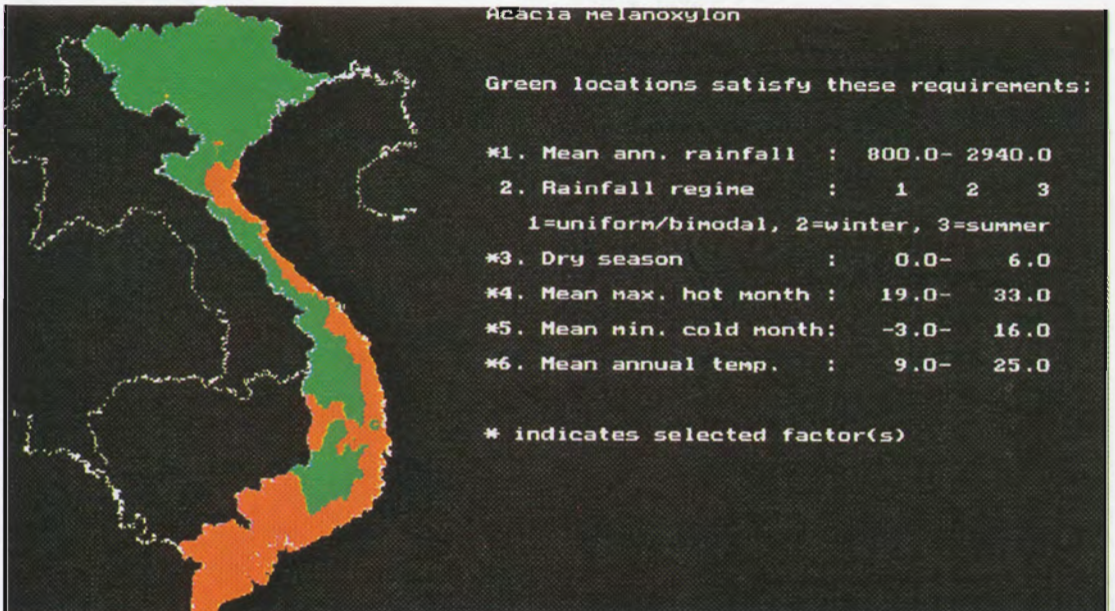 Acacia melanoxylon
Green locations satisfy these requirements:
*1. Mean ann. rainfall : 800.0- 2940.0
2. Rainfall regime : 1 2 3
1=uniform/bimodal, 2=winter, 3=summer
*3. Dry season : 0.0- 6.0
*4. Mean max. hot month : 19.0- 33.0
*5. Mean min. cold month: -3.0- 16.0
*6. Mean annual temp. : 9.0- 25.0
* indicates selected factor(s)